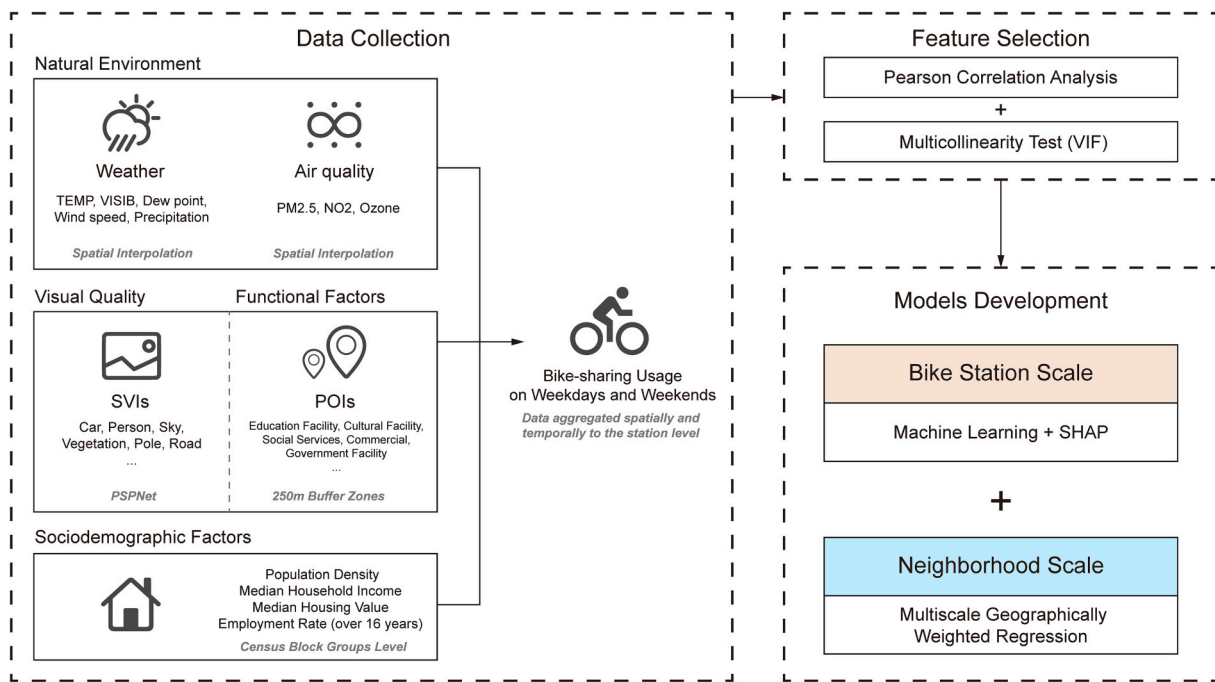 Data Collection
Natural Environment
Weather
TEMP, VISIB, Dew point,
Wind speed, Precipitation
Spatial Interpolation
Air quality
PM2.5, NO2, Ozone
Spatial Interpolation
Visual Quality
SVIs
Car, Person, Sky,
Vegetation, Pole, Road
...
PSPNet
Functional Factors
POIs
Education Facility, Cultural Facility,
Social Services, Commercial,
Government Facility
...
250m Buffer Zones
Sociodemographic Factors
Population Density
Median Household Income
Median Housing Value
Employment Rate (over 16 years)
Census Block Groups Level
Bike-sharing Usage
on Weekdays and Weekends
Data aggregated spatially and
temporally to the station level
Feature Selection
Pearson Correlation Analysis
+
Multicollinearity Test (VIF)
Models Development
Bike Station Scale
Machine Learning + SHAP
+
Neighborhood Scale
Multiscale Geographically
Weighted Regression